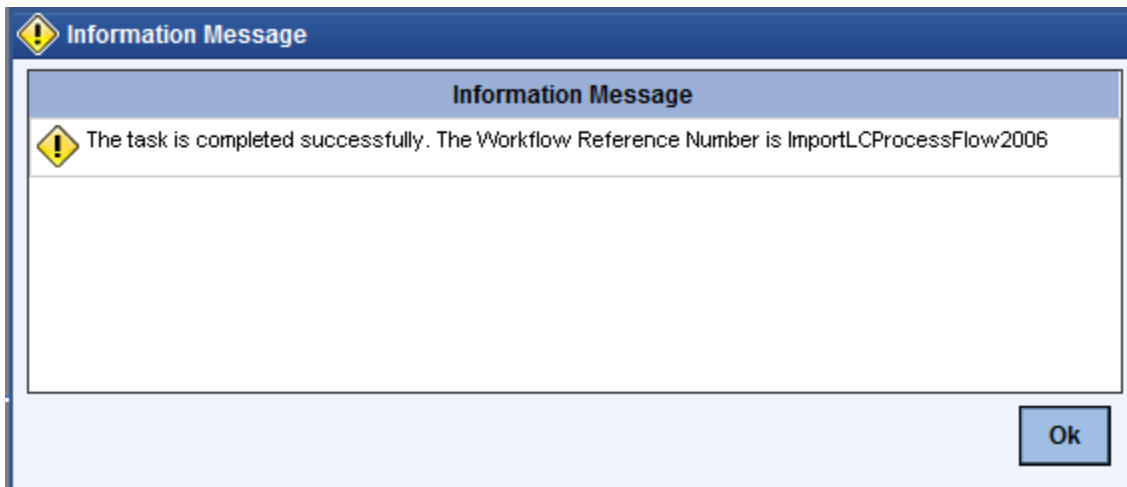 Information Message
Information Message
The task is completed successfully. The Workflow Reference Number is ImportLCProcessFlow2006
Ok